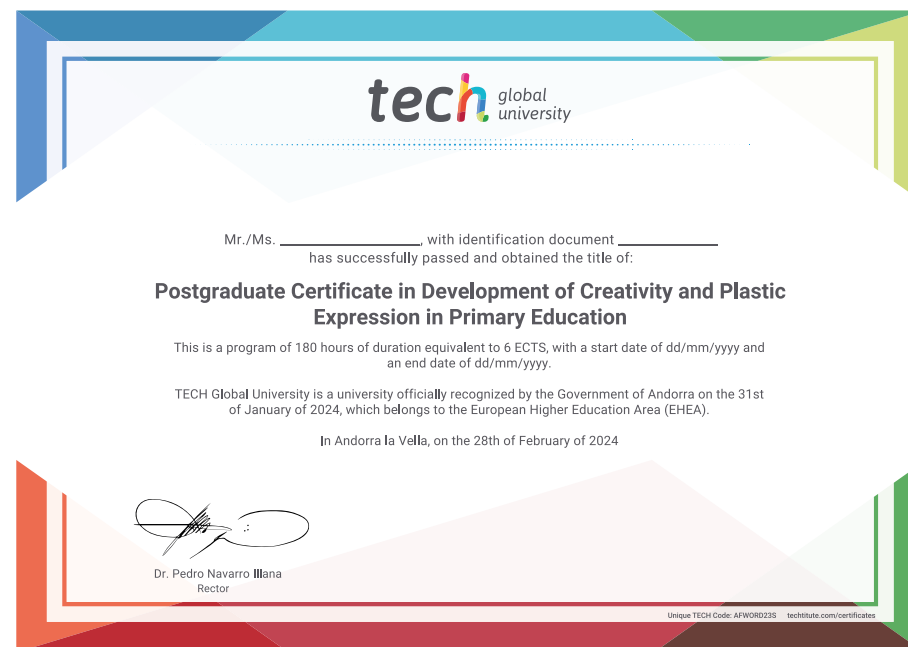 tech global university
Mr./Ms. ____________, with identification document ____________
has successfully passed and obtained the title of:
Postgraduate Certificate in Development of Creativity and Plastic
Expression in Primary Education
This is a program of 180 hours of duration equivalent to 6 ECTS, with a start date of dd/mm/yyyy and
an end date of dd/mm/yyyy.
TECH Global University is a university officially recognized by the Government of Andorra on the 31st
of January of 2024, which belongs to the European Higher Education Area (EHEA).
In Andorra la Vella, on the 28th of February of 2024
Dr. Pedro Navarro Illana
Rector
Unique TECH Code: AFWORD23S techtitute.com/certificates